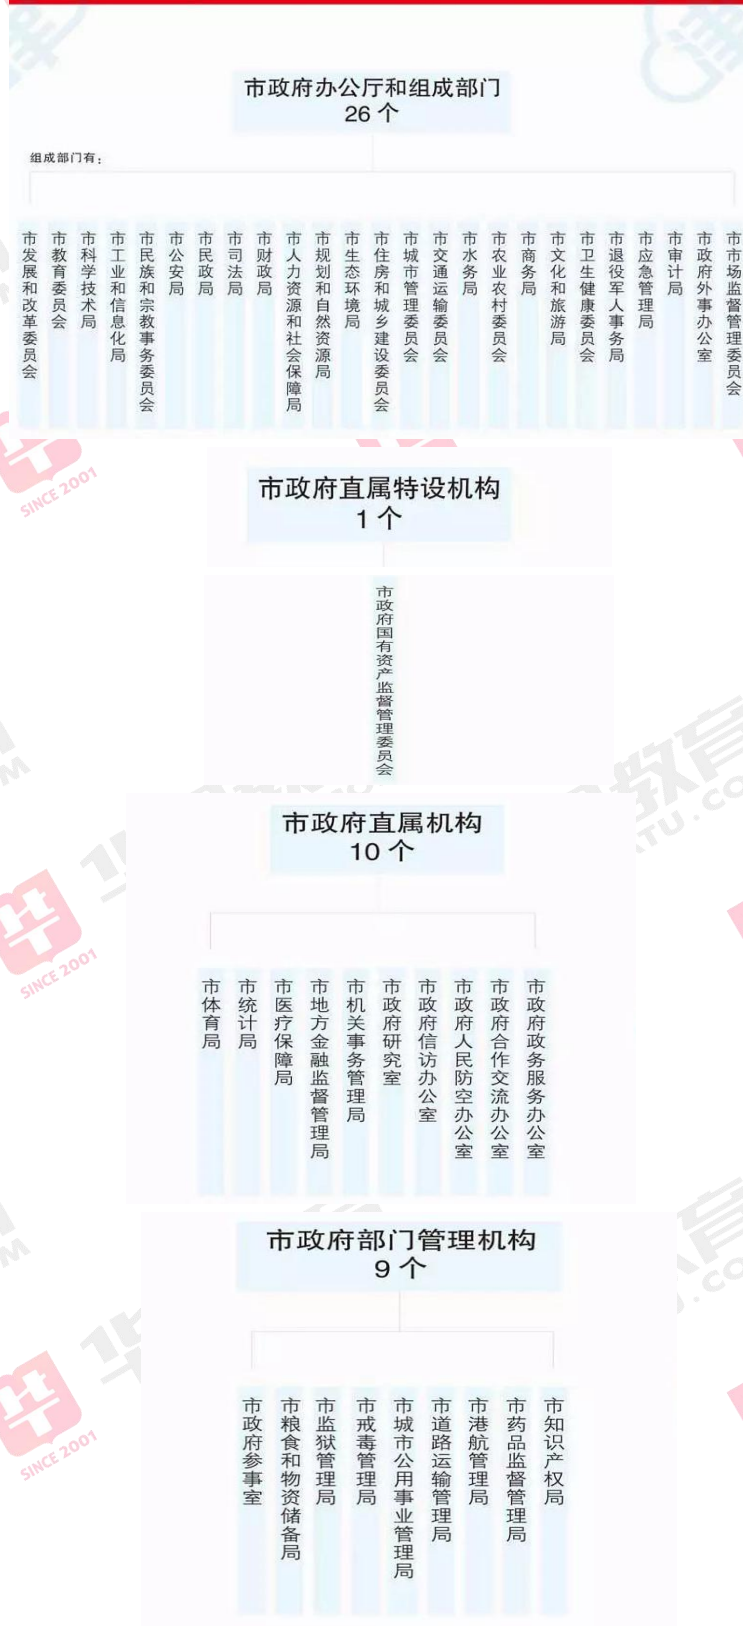 市政府办公厅和组成部门
26 个
组成部门有：
市发展和改革委员会
市教育委员会
市科学技术局
市工业和信息化局
市民族和宗教事务委员会
市公安局
市民政局
市司法局
市财政局
市人力资源和社会保障局
市规划和自然资源局
市生态环境局
市住房和城乡建设委员会
市城市管理委员会
市交通运输委员会
市水务局
市农业农村委员会
市商务局
市文化和旅游局
市卫生健康委员会
市退役军人事务局
市应急管理局
市审计局
市政府外事办公室
市市场监督管理委员会
SINCE 2001
市政府直属特设机构
1 个
市政府国有资产监督管理委员会
市政府直属机构
10 个
市体育局
市统计局
市医疗保障局
市地方金融监督管理局
市机关事务管理局
市政府研究室
市政府信访办公室
市政府人民防空办公室
市政府合作交流办公室
市政府政务服务办公室
SINCE 2001
市政府部门管理机构
9 个
市政府参事室
市粮食和物资储备局
市监狱管理局
市戒毒管理局
市城市公用事业管理局
市道路运输管理局
市港航管理局
市药品监督管理局
市知识产权局
SINCE 2001